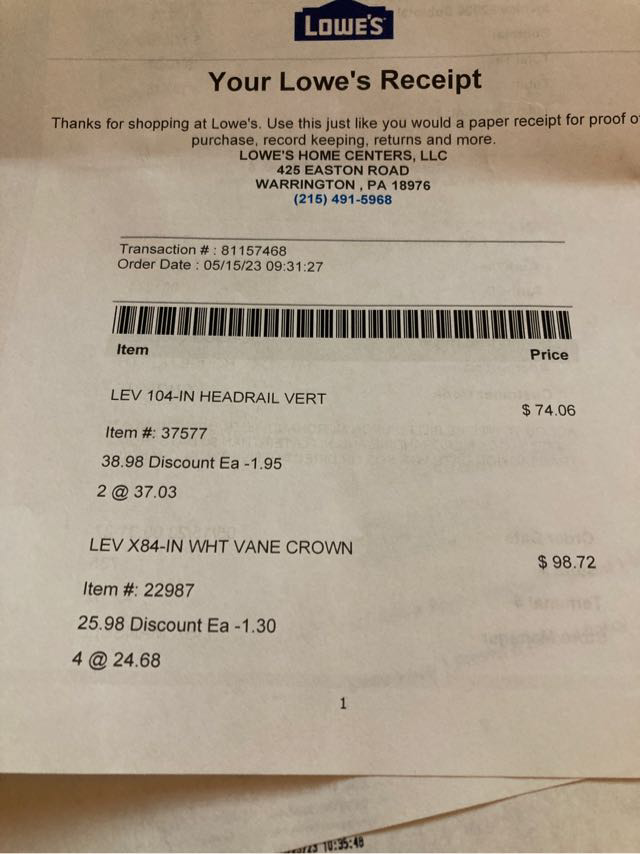 LOWE'S
Your Lowe's Receipt
Thanks for shopping at Lowe's. Use this just like you would a paper receipt for proof
purchase, record keeping, returns and more.
LOWE'S HOME CENTERS, LLC
425 EASTON ROAD
WARRINGTON , PA 18976
(215) 491-5968
Transaction # : 81157468
Order Date : 05/15/23 09:31:27
Item Price
LEV 104-IN HEADRAIL VERT $ 74.06
Item #: 37577
38.98 Discount Ea -1.95
2 @ 37.03
LEV X84-IN WHT VANE CROWN $ 98.72
Item #: 22987
25.98 Discount Ea -1.30
4 @ 24.68
1
10:35:48